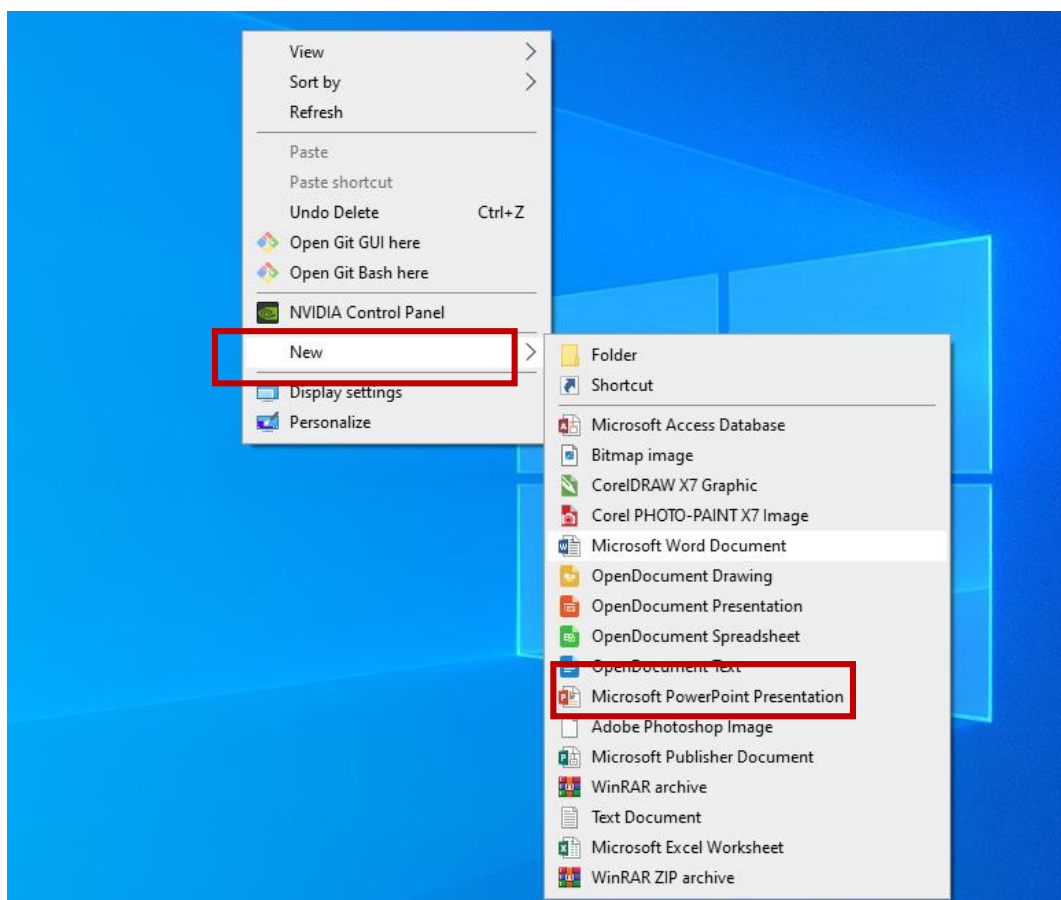 View
Sort by
Refresh
Paste
Paste shortcut
Undo Delete Ctrl+Z
Open Git GUI here
Open Git Bash here
NVIDIA Control Panel
New
Display settings
Personalize
Folder
Shortcut
Microsoft Access Database
Bitmap image
CorelDRAW X7 Graphic
Corel PHOTO-PAINT X7 Image
Microsoft Word Document
OpenDocument Drawing
OpenDocument Presentation
OpenDocument Spreadsheet
OpenDocument Text
Microsoft PowerPoint Presentation
Adobe Photoshop Image
Microsoft Publisher Document
WinRAR archive
Text Document
Microsoft Excel Worksheet
WinRAR ZIP archive